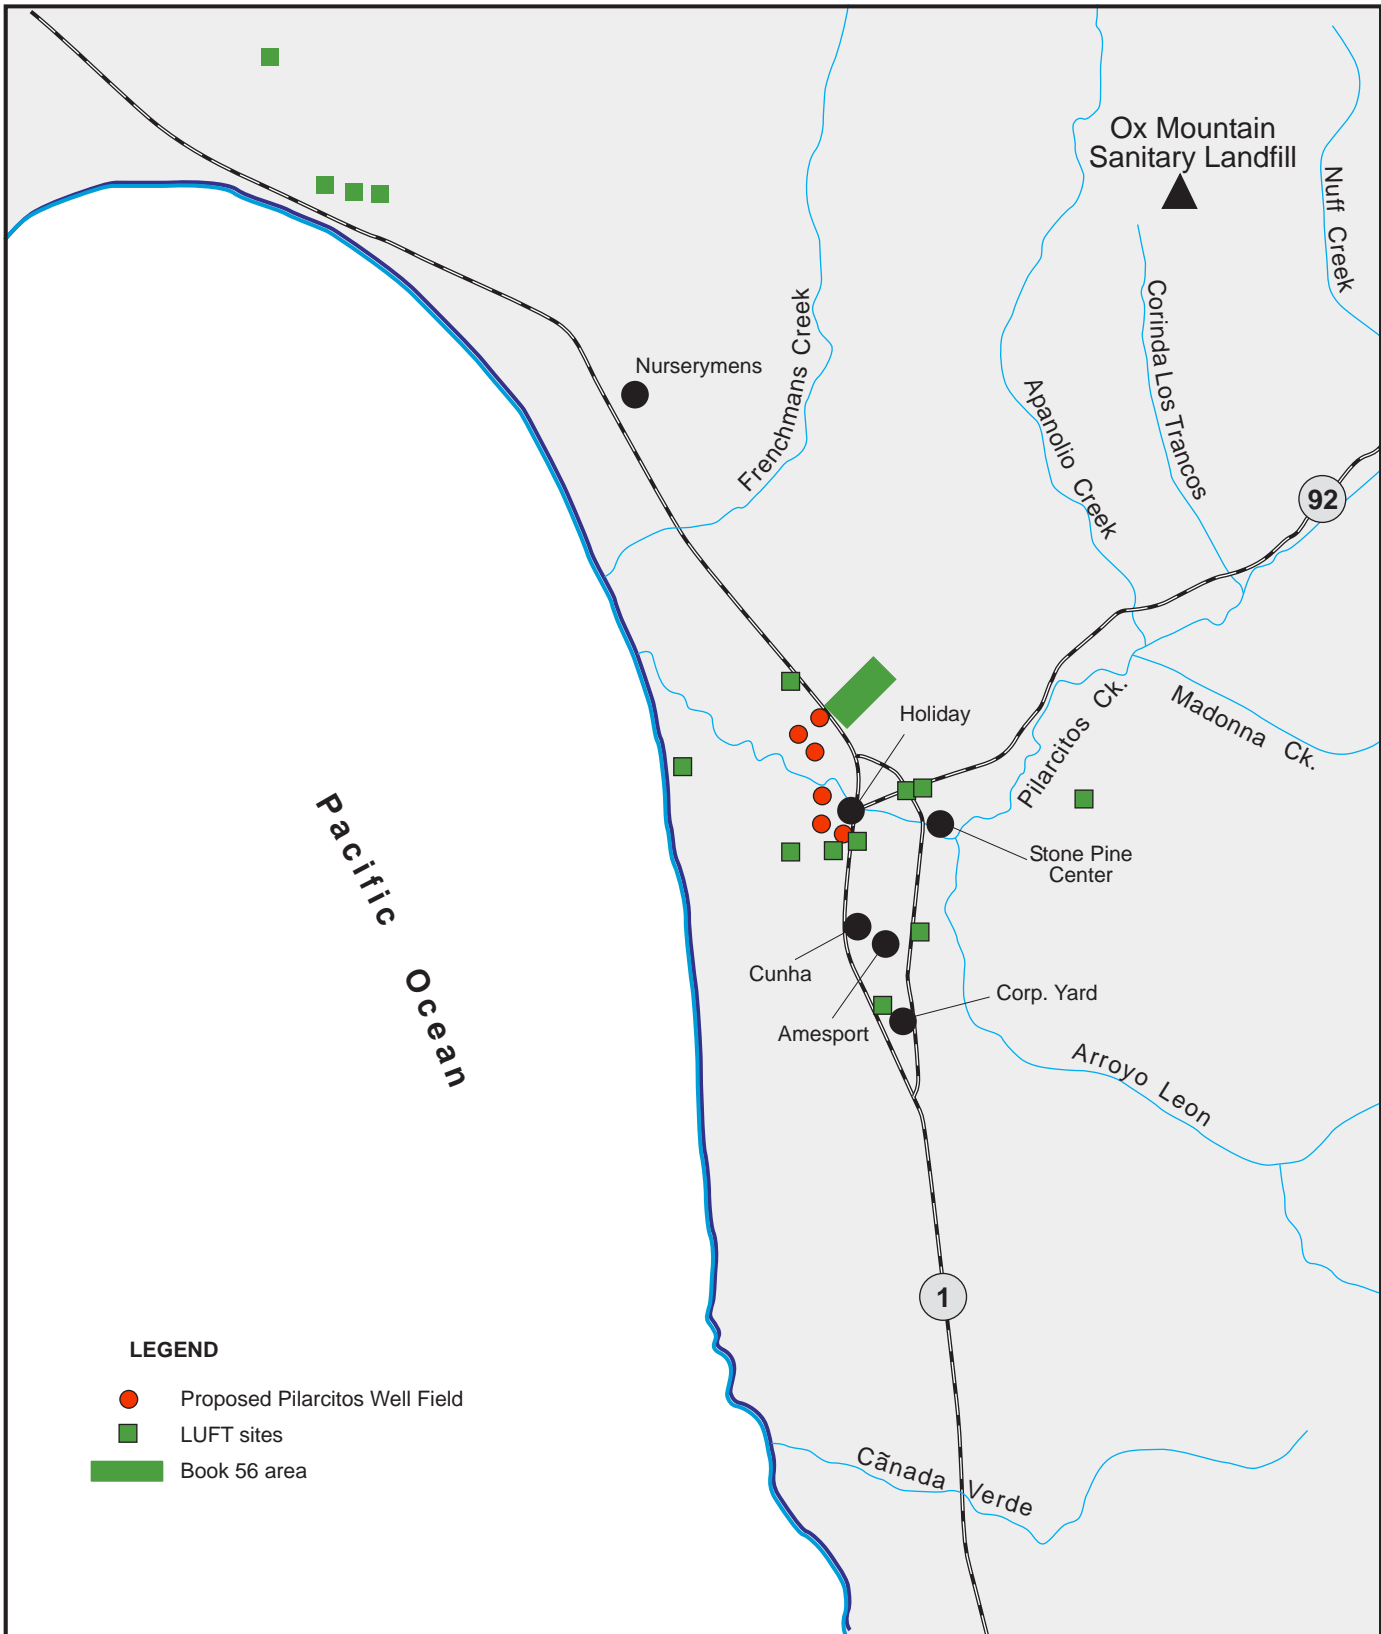 Ox Mountain
Sanitary Landfill
Nuff Creek
Corinda Los Trancos
Frenchmans Creek
Nurserymens
Apanolio Creek
92
Pilarcitos Ck.
Madonna Ck.
Holiday
Pacific Ocean
Stone Pine
Center
Cunha
Corp. Yard
Amesport
Arroyo Leon
1
LEGEND
Proposed Pilarcitos Well Field
LUFT sites
Book 56 area
Cãnada Verde